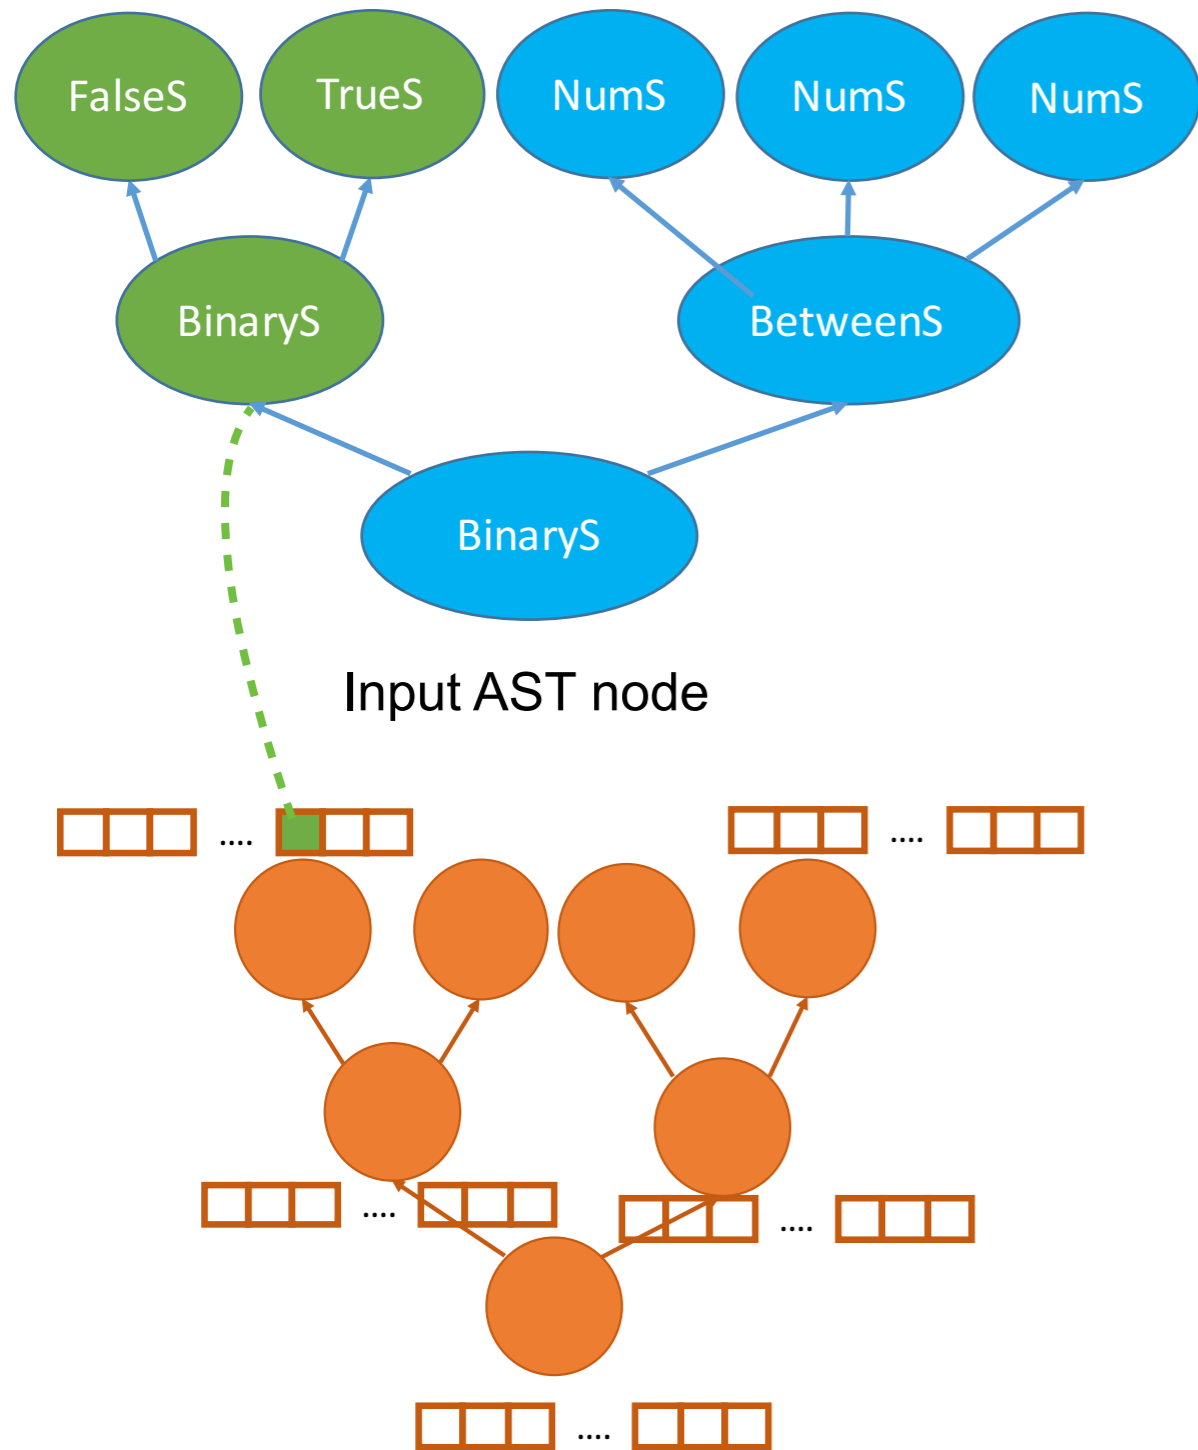 FalseS TrueS NumS NumS NumS
BinaryS BetweenS
BinaryS
Input AST node
.... ....
.... ....
....